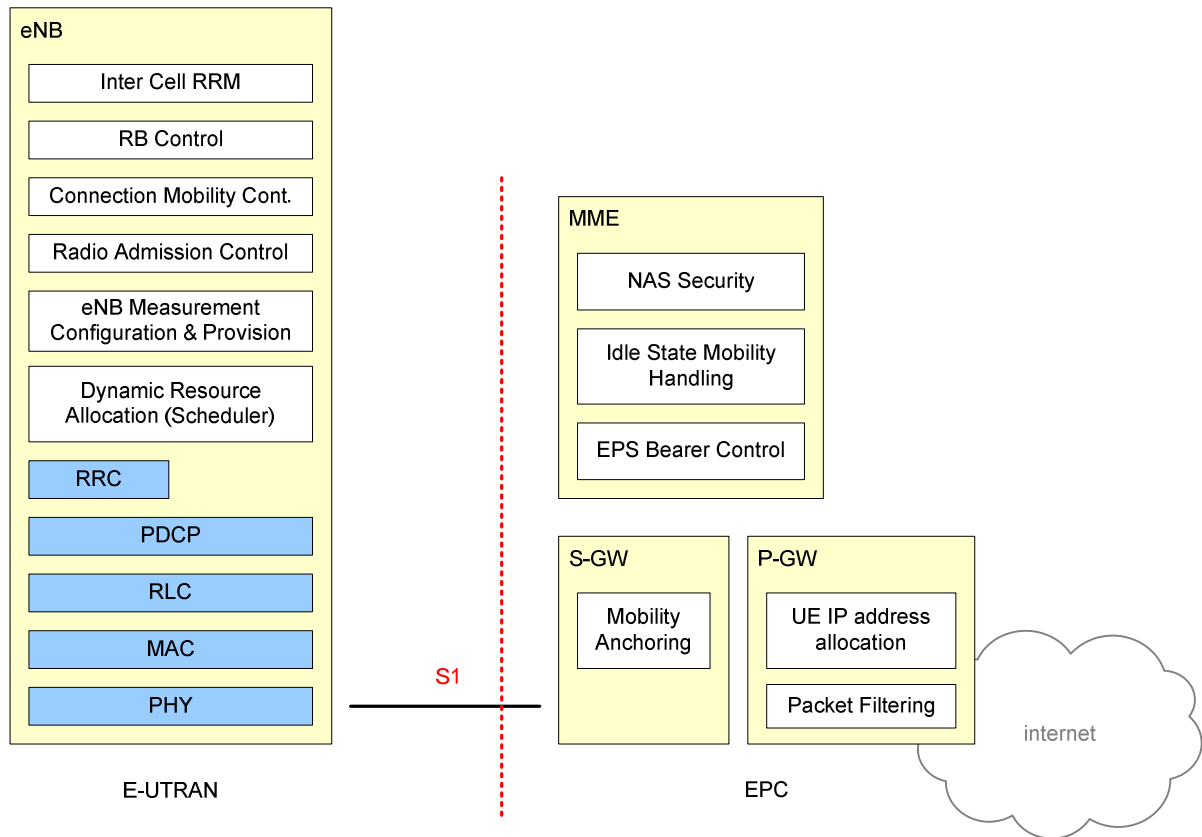 eNB
Inter Cell RRM
RB Control
Connection Mobility Cont.
Radio Admission Control
eNB Measurement
Configuration & Provision
Dynamic Resource
Allocation (Scheduler)
RRC
PDCP
RLC
MAC
PHY
S1
MME
NAS Security
Idle State Mobility
Handling
EPS Bearer Control
S-GW
Mobility
Anchoring
P-GW
UE IP address
allocation
Packet Filtering
internet
E-UTRAN
EPC